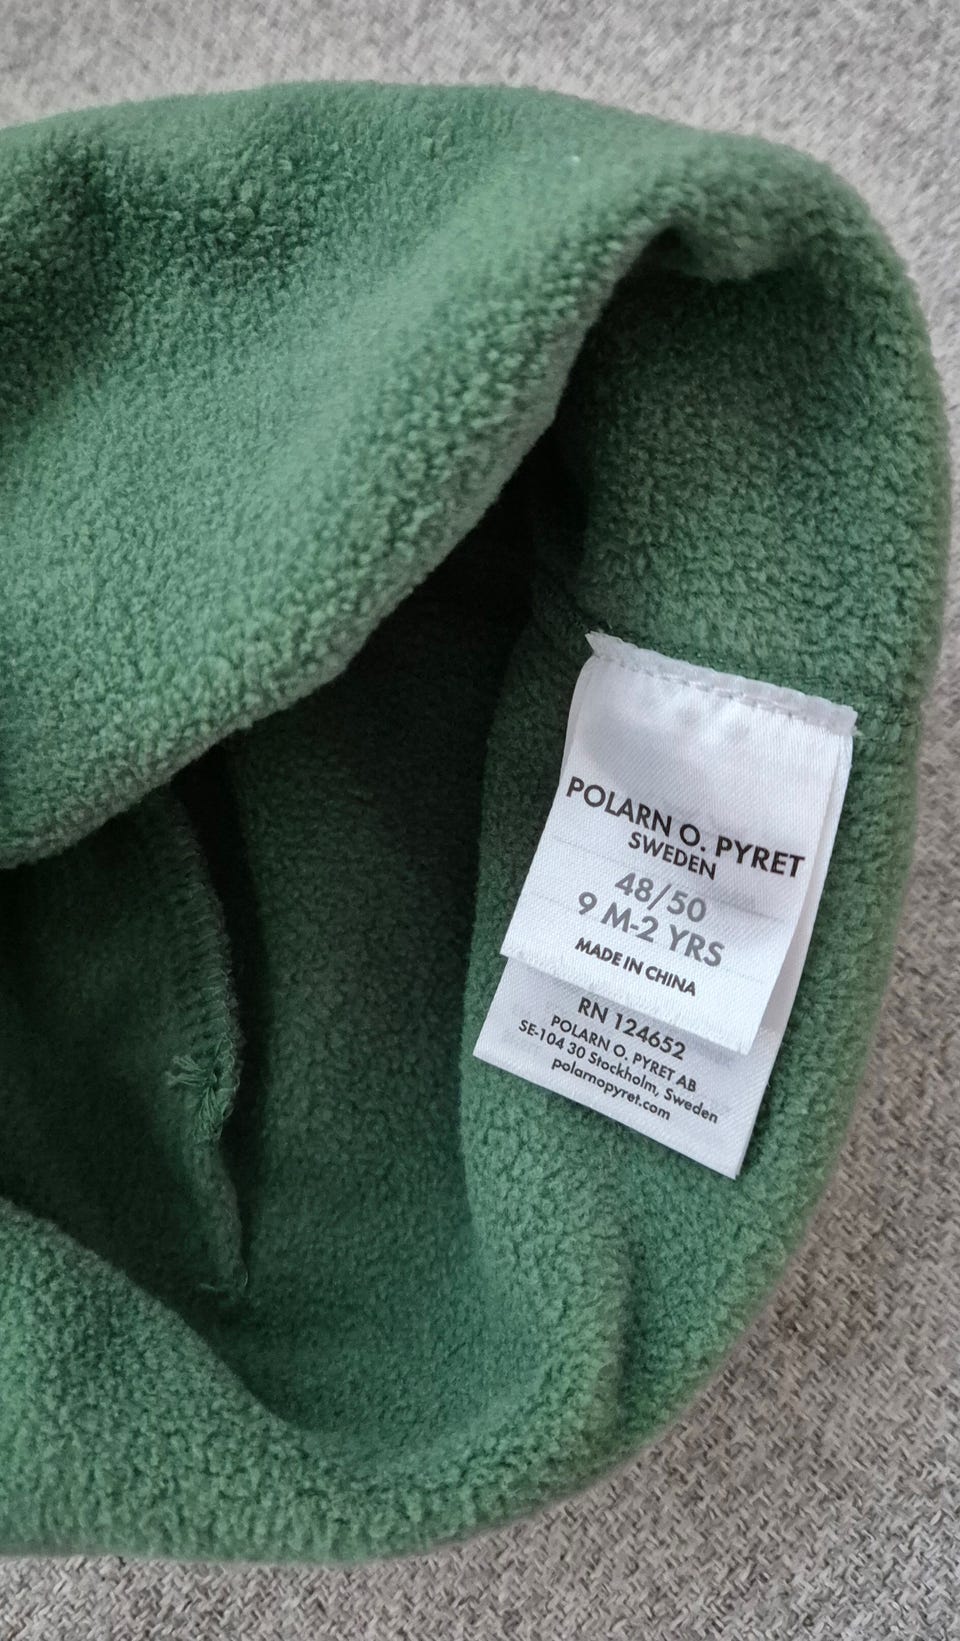 POLARN O. PYRET
SWEDEN
48/50
9 M-2 YRS
MADE IN CHINA
RN 124652
POLARN O. PYRET AB
SE-104 30 Stockholm, Sweden
polarnopyret.com